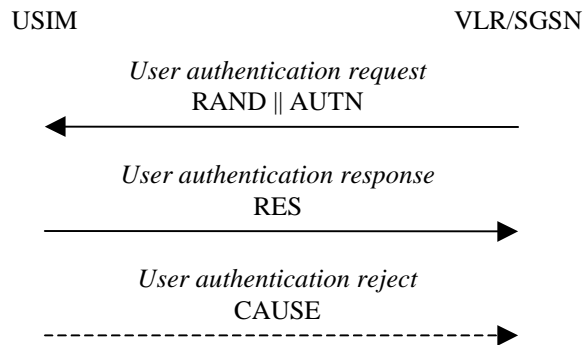 USIM VLR/SGSN
User authentication request
RAND || AUTN
User authentication response
RES
User authentication reject
CAUSE